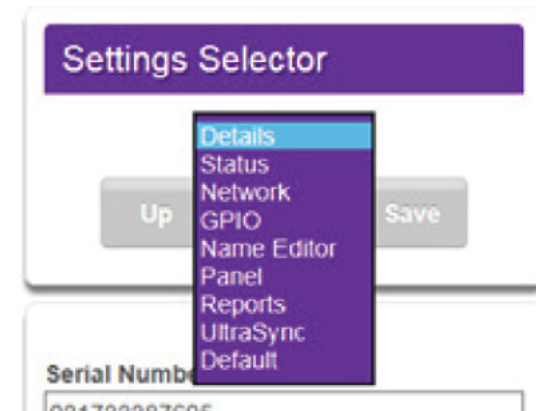 Settings Selector
Details
Status
Network
Up
GPIO
Save
Name Editor
Panel
Reports
UltraSync
Default
Serial Numbe